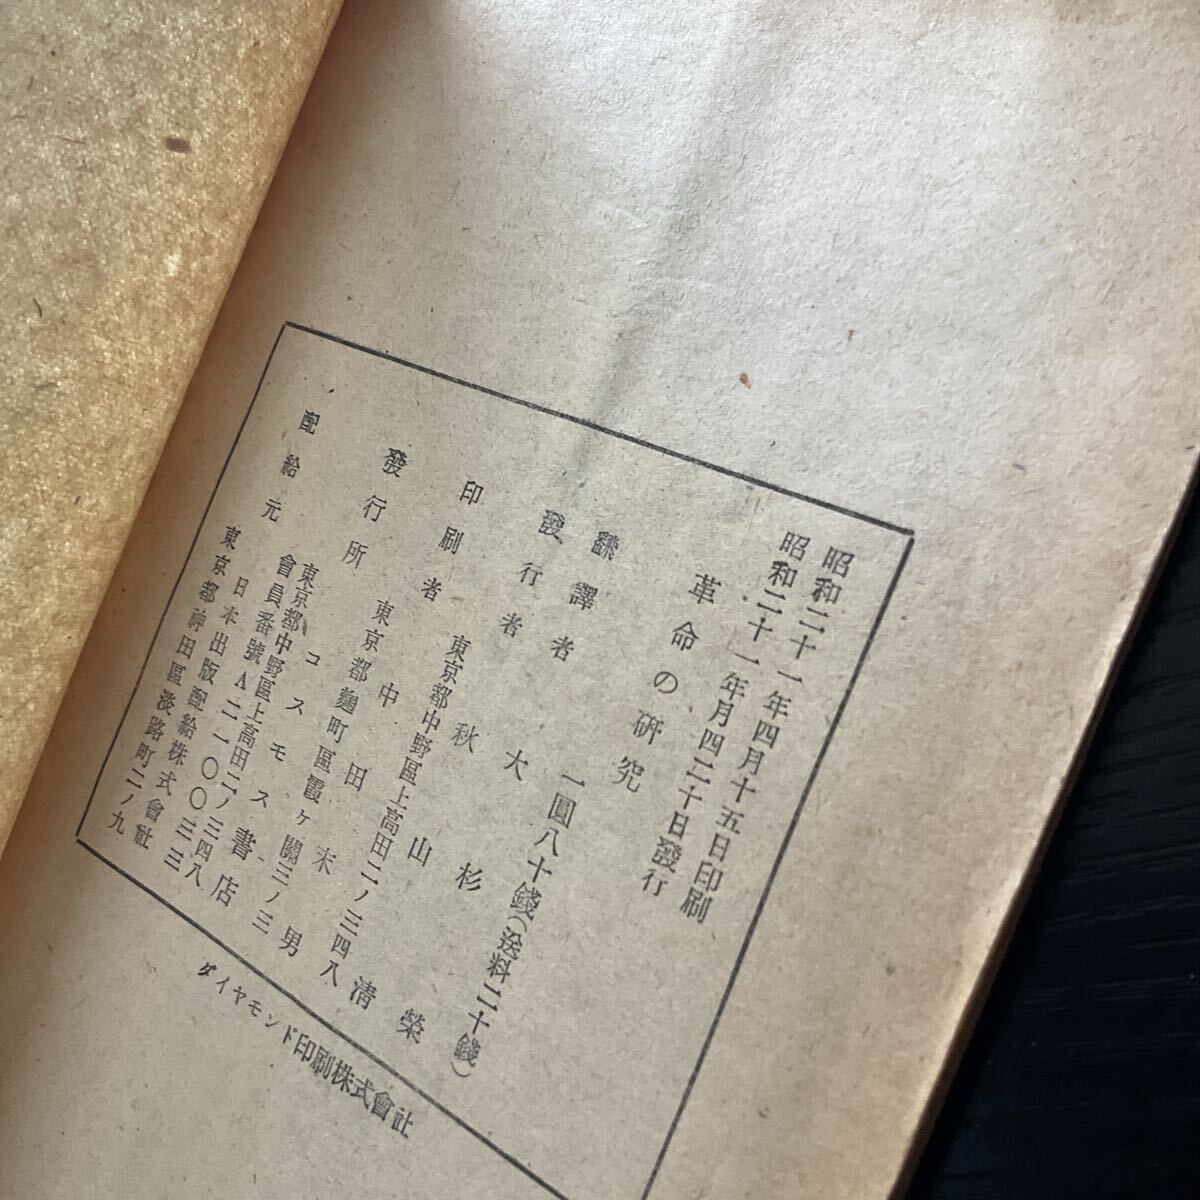 昭和二十一年四月十五日印刷
昭和二十一年月四二十日發行
革命の硏究
一圓八十錢(送料二十錢)
飜譯者 大杉榮
發行者 秋山清
東京都中野區上高田二ノ三四八
印刷者 中田末男
東京都麴町區霞ヶ關三ノ三
發行所 コスモス書店
東京都中野區上高田二ノ三四八
會員番號A二一〇〇三三
配給元 日本出版配給株式會社
東京都神田區淡路町二ノ九
ダイヤモンド印刷株式會社